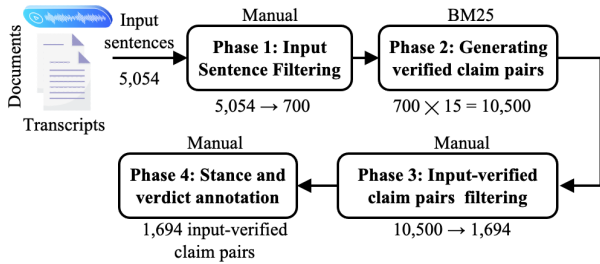 Documents
Transcripts
Input
sentences
5,054
Manual
Phase 1: Input
Sentence Filtering
5,054 → 700
BM25
Phase 2: Generating
verified claim pairs
700 × 15 = 10,500
Manual
Phase 3: Input-verified
claim pairs filtering
10,500 → 1,694
Manual
Phase 4: Stance and
verdict annotation
1,694 input-verified
claim pairs